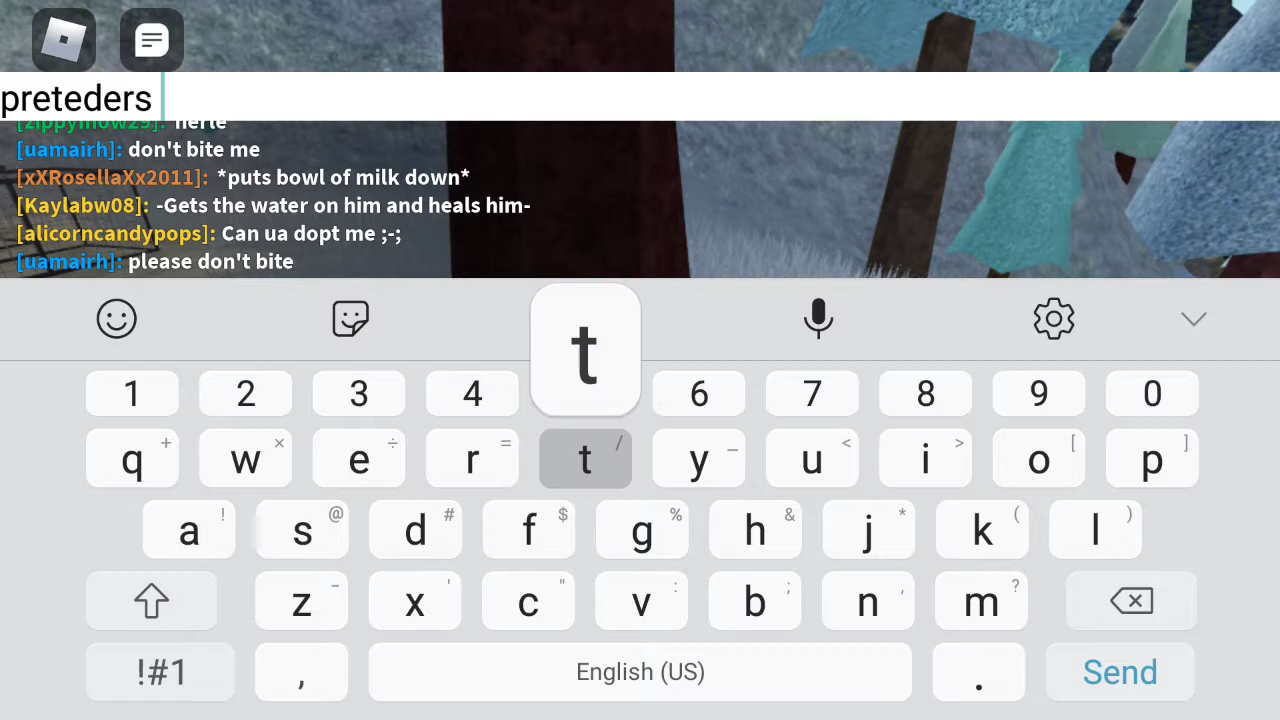 preteders
[zippymow29]: herte
[uamairh]: don't bite me
[xXRosellaXx2011]: *puts bowl of milk down*
[Kaylabw08]: -Gets the water on him and heals him-
[alicorncandypops]: Can ua dopt me ;-;
[uamairh]: please don't bite
t
1 2 3 4 6 7 8 9 0
q + w × e ÷ r = t / y _ u < i > o [ p ]
a ! s @ d # f $ g % h & j * k ( l )
z - x ' c " v : b ; n , m ?
!#1 , English (US) . Send